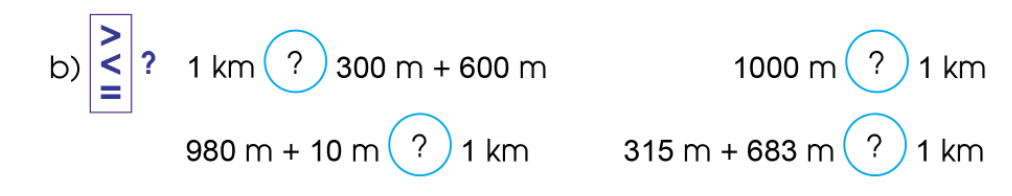 b) > < = ? 1 km ? 300 m + 600 m 1000 m ? 1 km
980 m + 10 m ? 1 km 315 m + 683 m ? 1 km